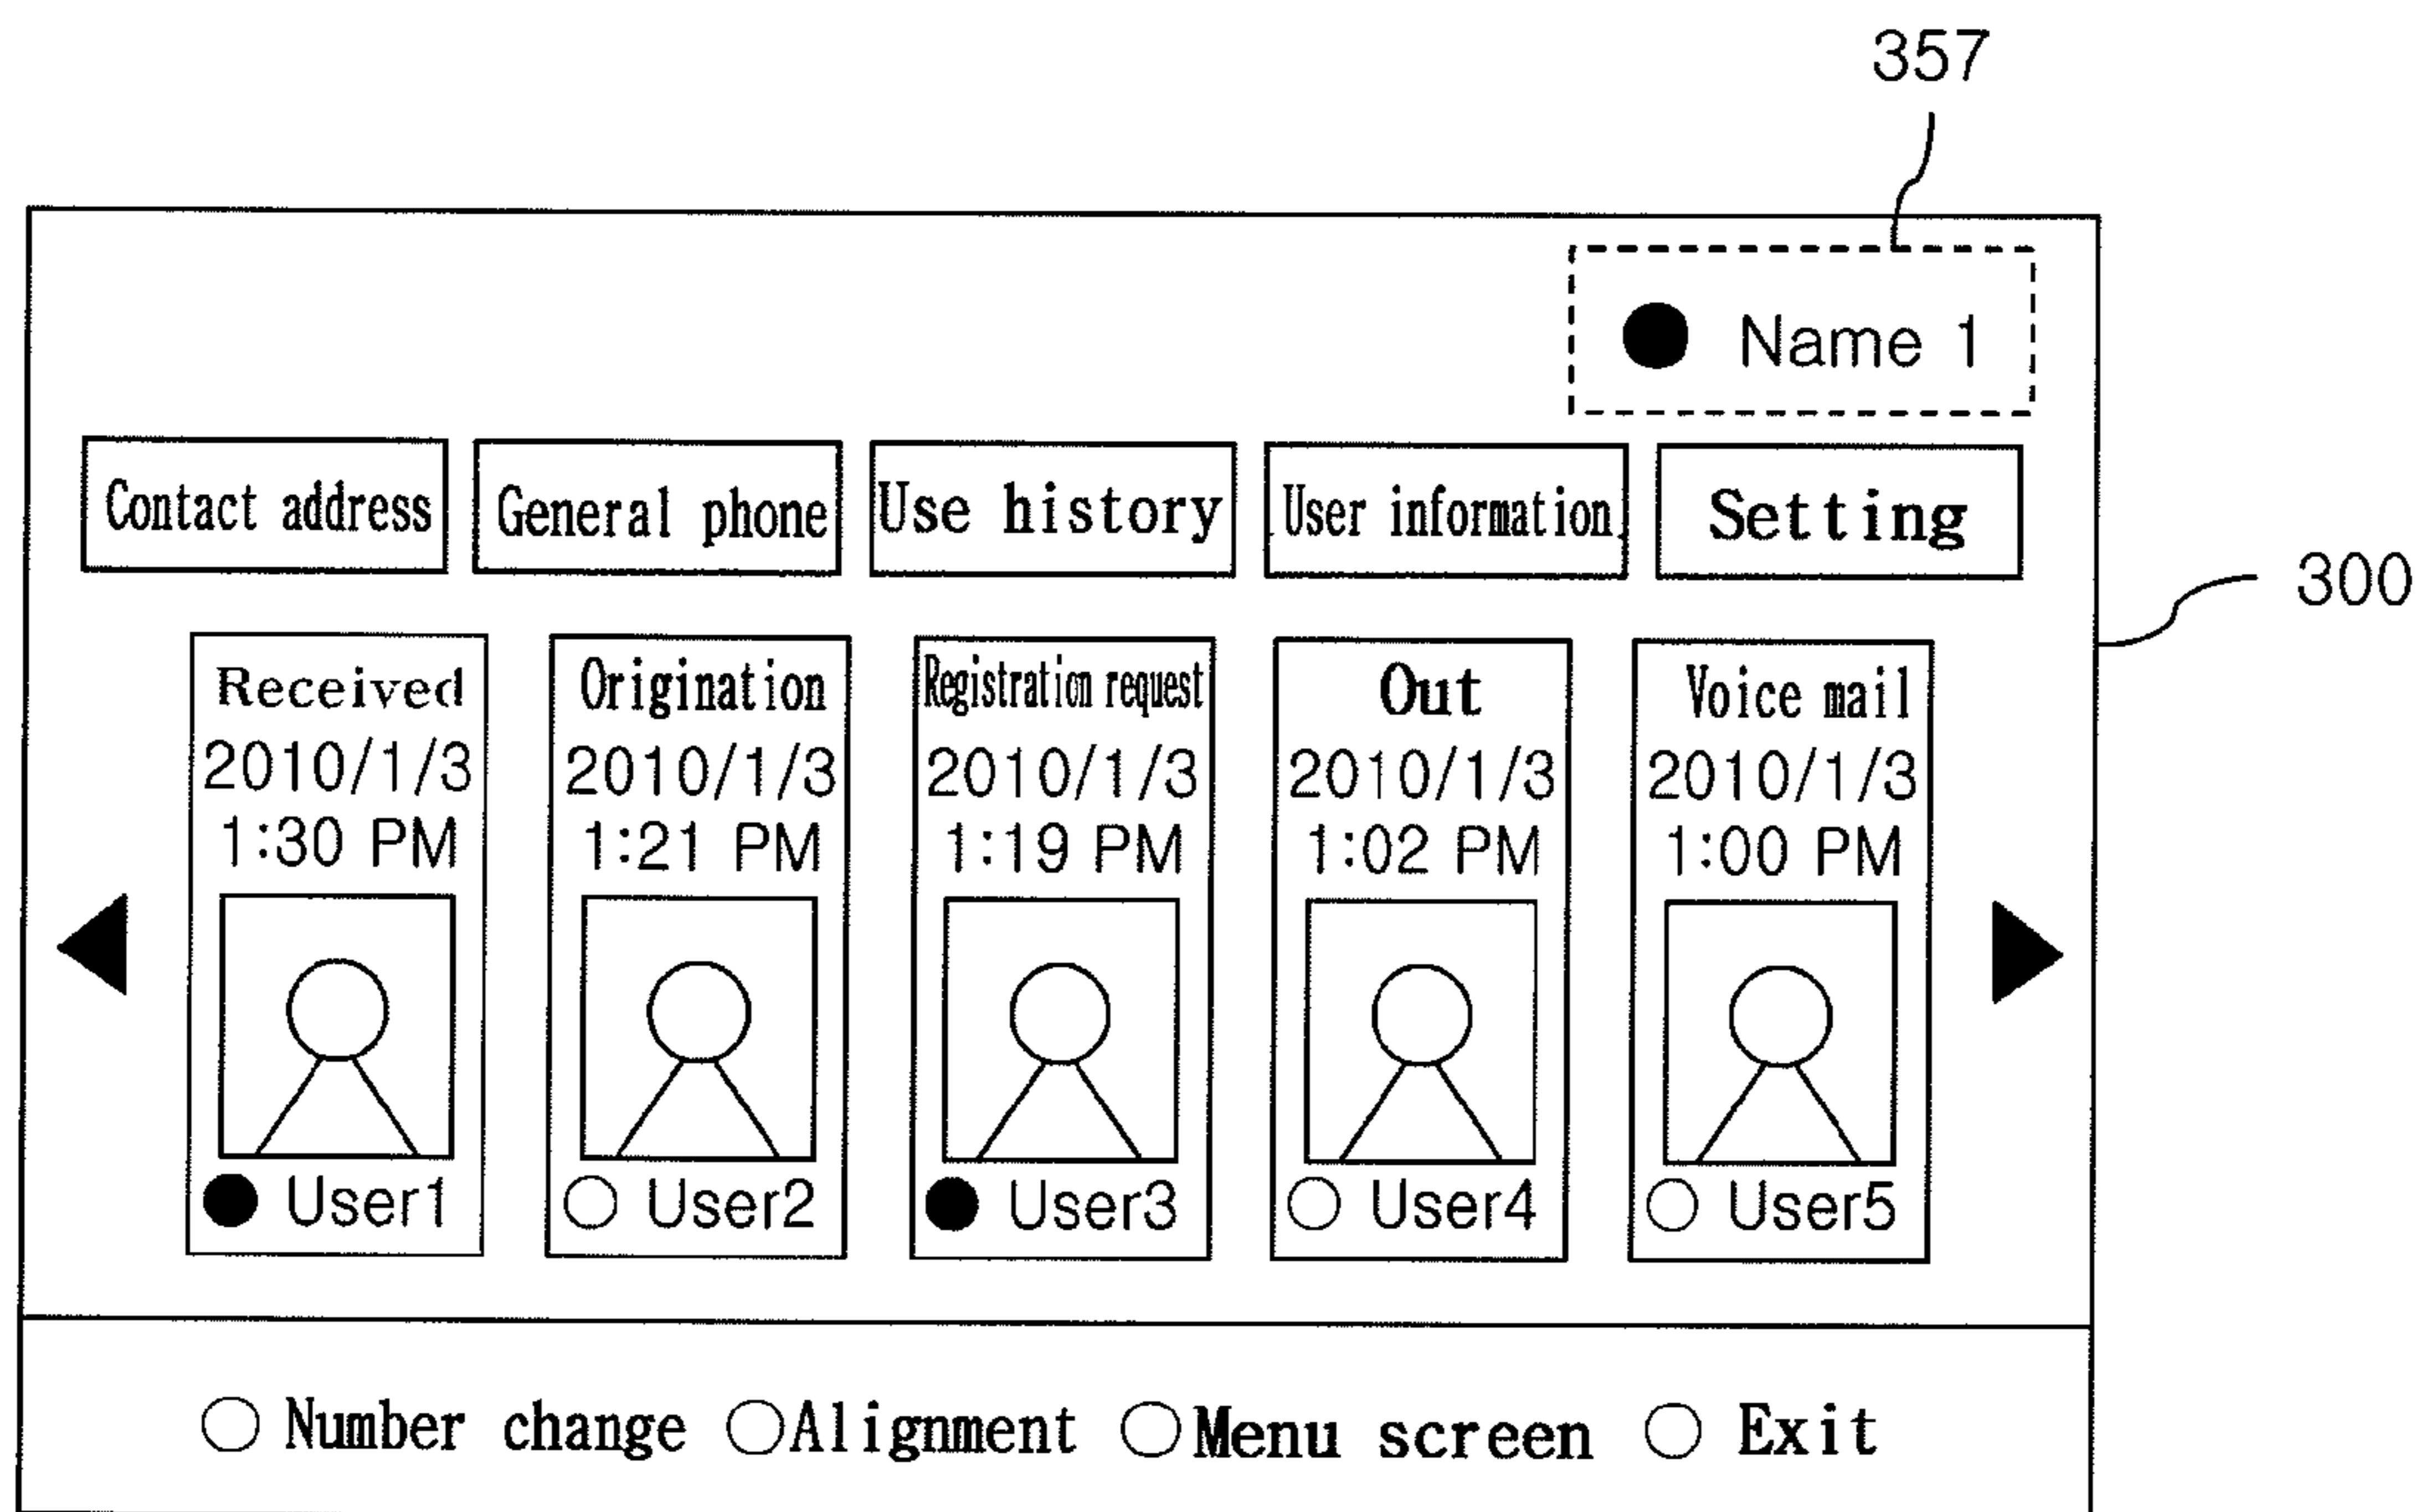 357
● Name 1
Contact address General phone Use history User information Setting
300
Received Origination Registration request Out Voice mail
2010/1/3 2010/1/3 2010/1/3 2010/1/3 2010/1/3
1:30 PM 1:21 PM 1:19 PM 1:02 PM 1:00 PM
● User1 ○ User2 ● User3 ○ User4 ○ User5
○ Number change ○ Alignment ○ Menu screen ○ Exit